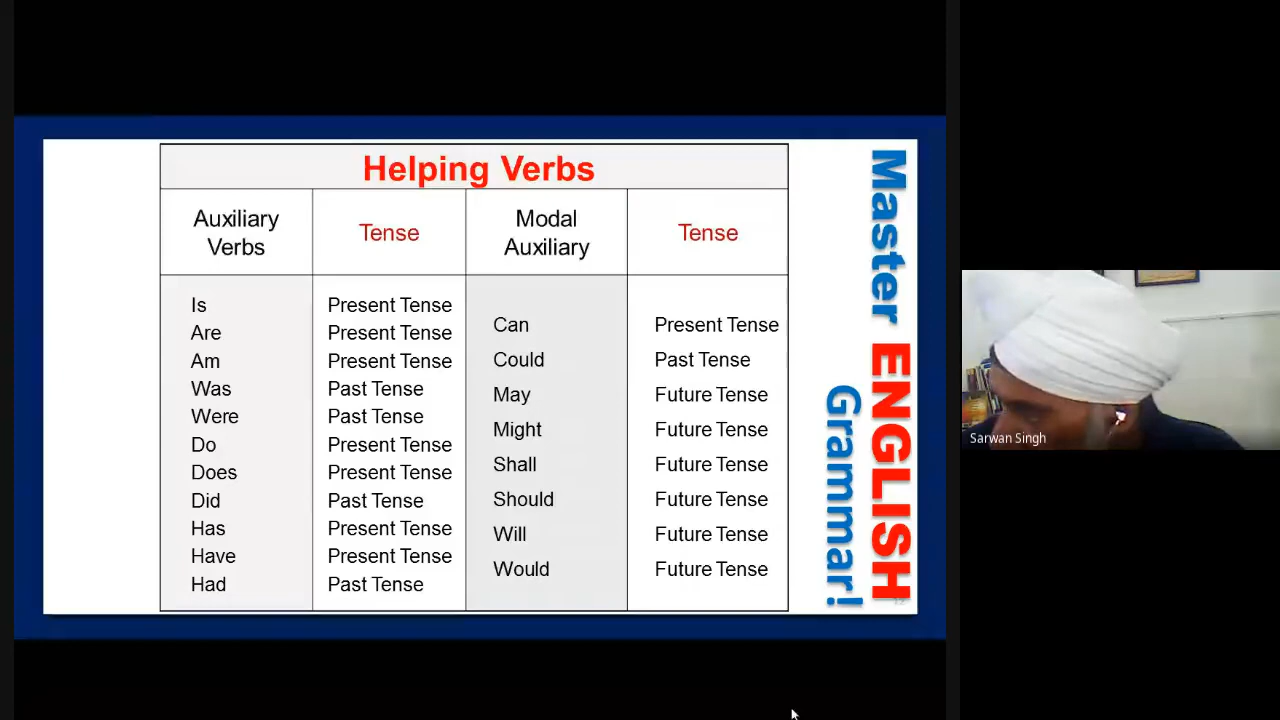 Helping Verbs
Auxiliary Verbs
Tense
Modal Auxiliary
Tense
Is
Present Tense
Are
Present Tense
Am
Present Tense
Was
Past Tense
Were
Past Tense
Do
Present Tense
Does
Present Tense
Did
Past Tense
Has
Present Tense
Have
Present Tense
Had
Past Tense
Can
Present Tense
Could
Past Tense
May
Future Tense
Might
Future Tense
Shall
Future Tense
Should
Future Tense
Will
Future Tense
Would
Future Tense
Master ENGLISH
Grammar!
Sarwan Singh